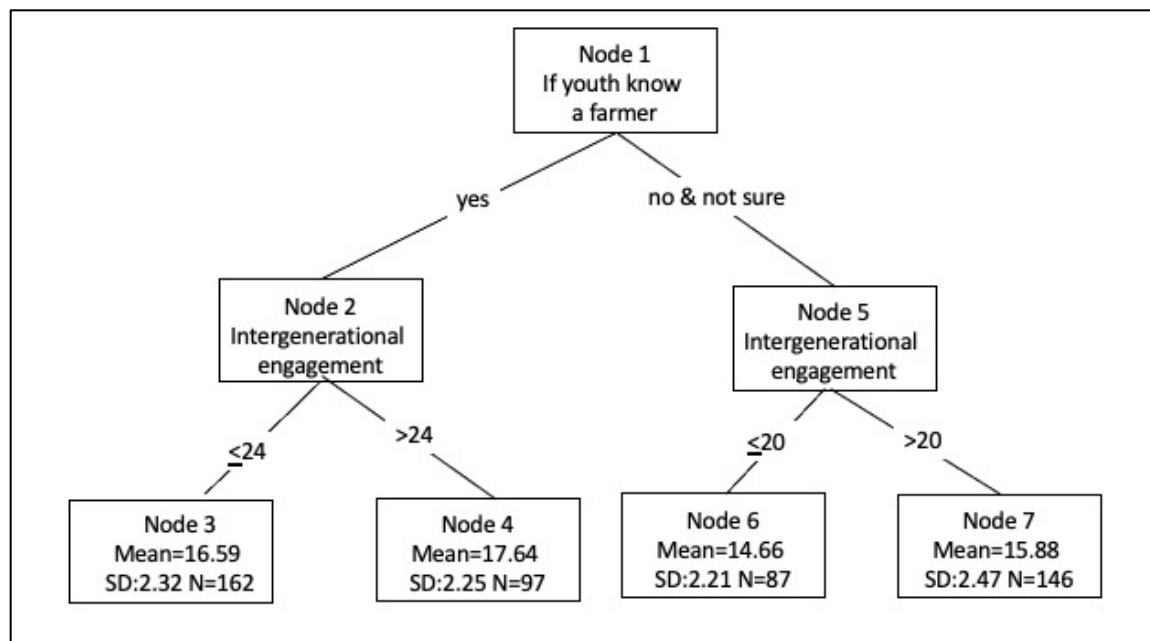 Node 1
If youth know
a farmer
yes
no & not sure
Node 2
Intergenerational
engagement
Node 5
Intergenerational
engagement
≤24
>24
≤20
>20
Node 3
Mean=16.59
SD:2.32 N=162
Node 4
Mean=17.64
SD:2.25 N=97
Node 6
Mean=14.66
SD:2.21 N=87
Node 7
Mean=15.88
SD:2.47 N=146